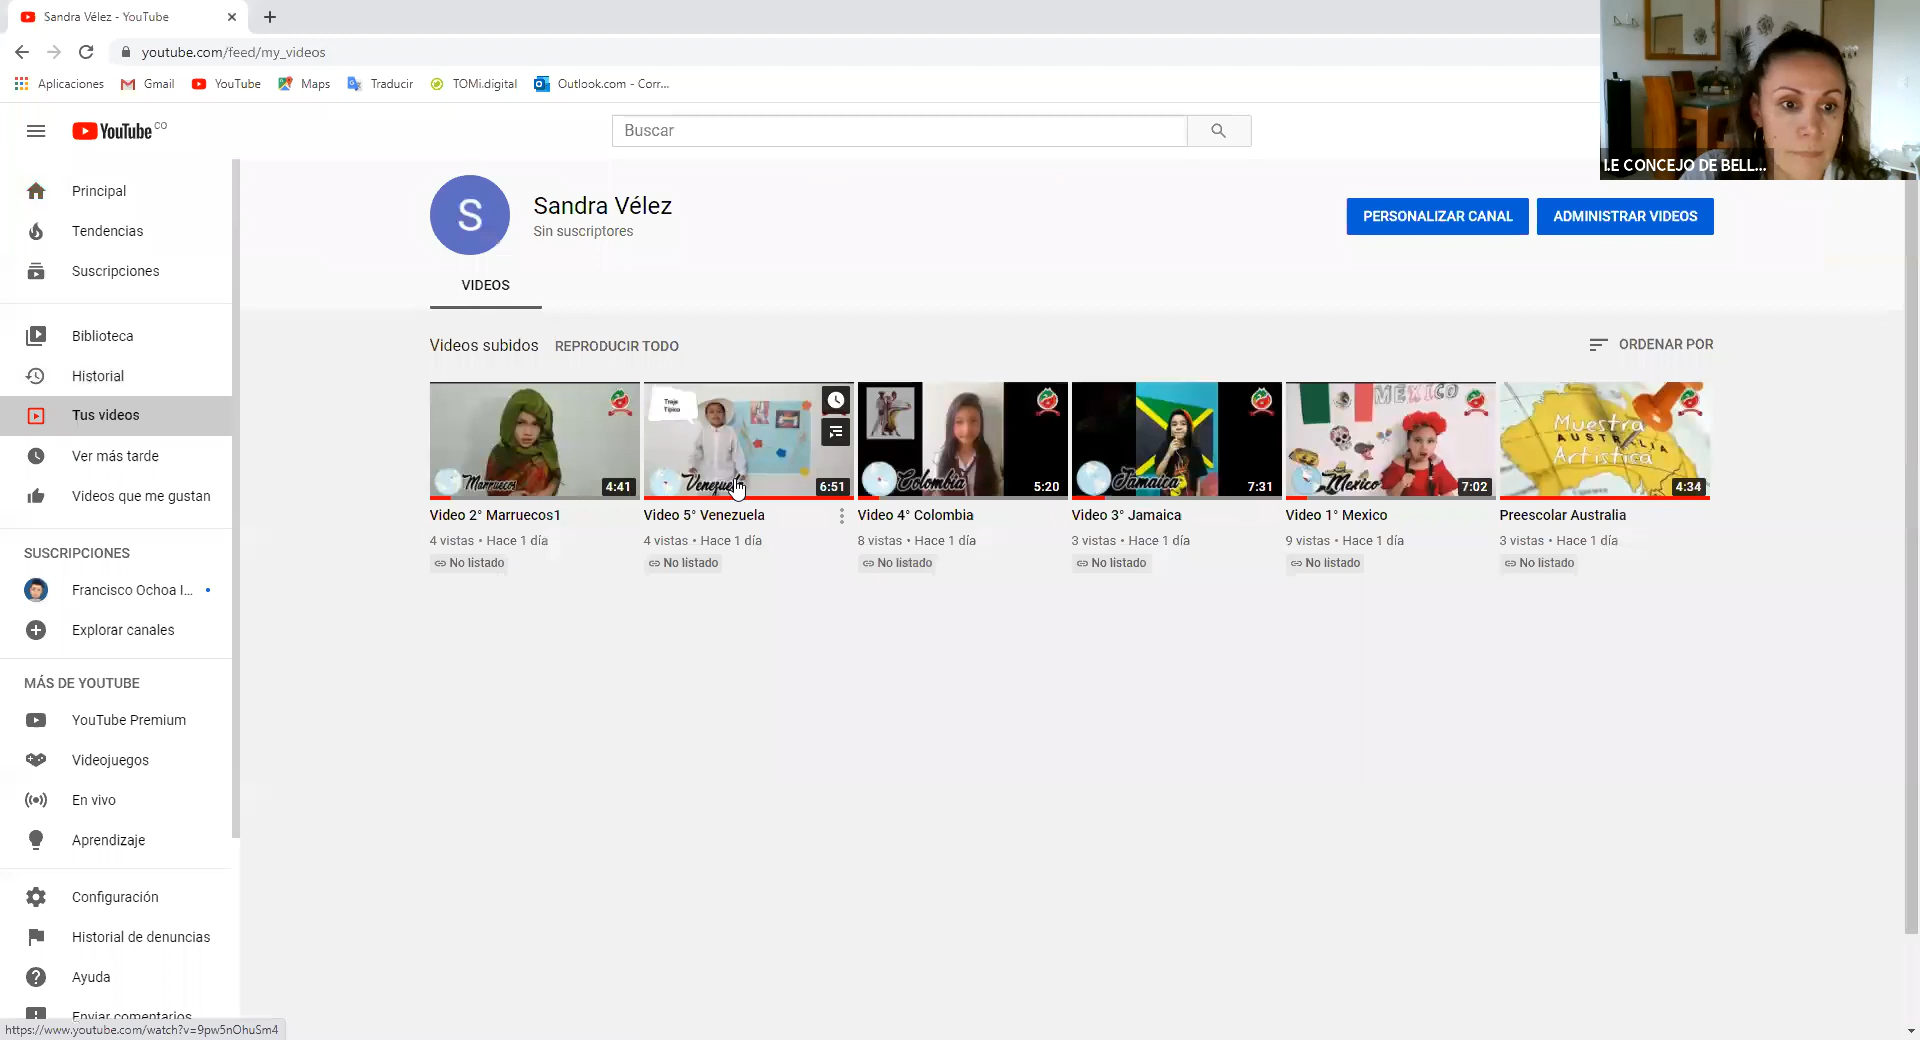 Sandra Vélez - YouTube
youtube.com/feed/my_videos
Aplicaciones
Gmail
YouTube
Maps
Traducir
TOMi.digital
Outlook.com - Corr...
I.E CONCEJO DE BELL...
YouTube CO
Buscar
Principal
Tendencias
Suscripciones
Biblioteca
Historial
Tus videos
Ver más tarde
Videos que me gustan
SUSCRIPCIONES
Francisco Ochoa I...
Explorar canales
MÁS DE YOUTUBE
YouTube Premium
Videojuegos
En vivo
Aprendizaje
Configuración
Historial de denuncias
Ayuda
Enviar comentarios
https://www.youtube.com/watch?v=9pw5nOhuSm4
S
Sandra Vélez
Sin suscriptores
PERSONALIZAR CANAL
ADMINISTRAR VIDEOS
VIDEOS
Videos subidos
REPRODUCIR TODO
ORDENAR POR
Marruecos
4:41
Video 2° Marruecos1
4 vistas • Hace 1 día
No listado
Traje
Típico
Venezuela
6:51
Video 5° Venezuela
4 vistas • Hace 1 día
No listado
Colombia
5:20
Video 4° Colombia
8 vistas • Hace 1 día
No listado
Jamaica
7:31
Video 3° Jamaica
3 vistas • Hace 1 día
No listado
MEXICO
Mexico
7:02
Video 1° Mexico
9 vistas • Hace 1 día
No listado
Muestra
AUSTRALIA
Artística
4:34
Preescolar Australia
3 vistas • Hace 1 día
No listado